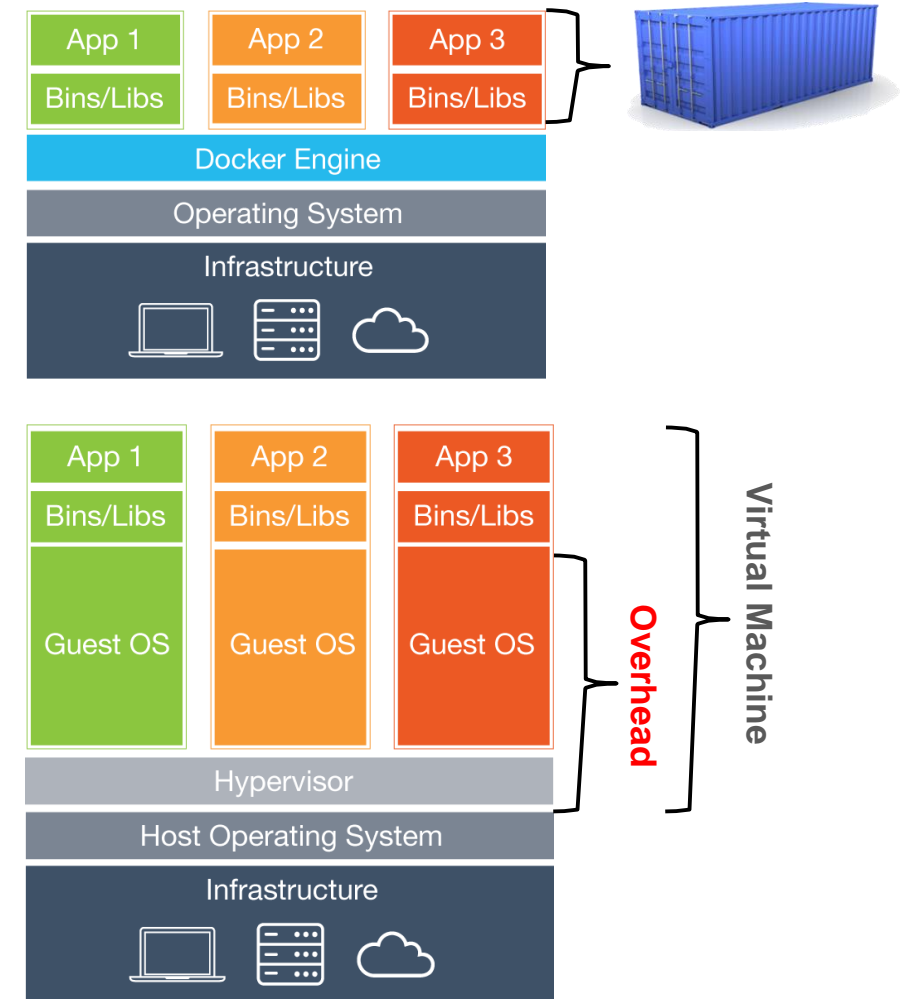 App 1
App 2
App 3
Bins/Libs
Bins/Libs
Bins/Libs
Docker Engine
Operating System
Infrastructure
App 1
App 2
App 3
Bins/Libs
Bins/Libs
Bins/Libs
Guest OS
Guest OS
Guest OS
Overhead
Virtual Machine
Hypervisor
Host Operating System
Infrastructure